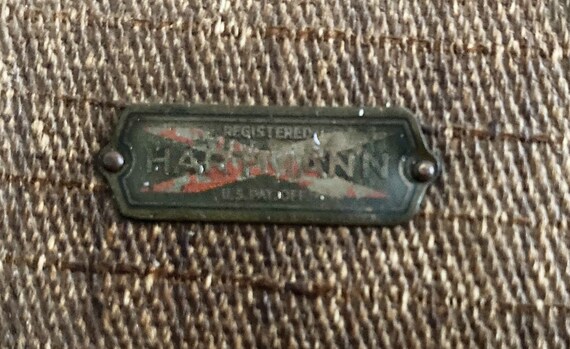 REGISTERED
HARTMANN
U.S. PAT. OFF.